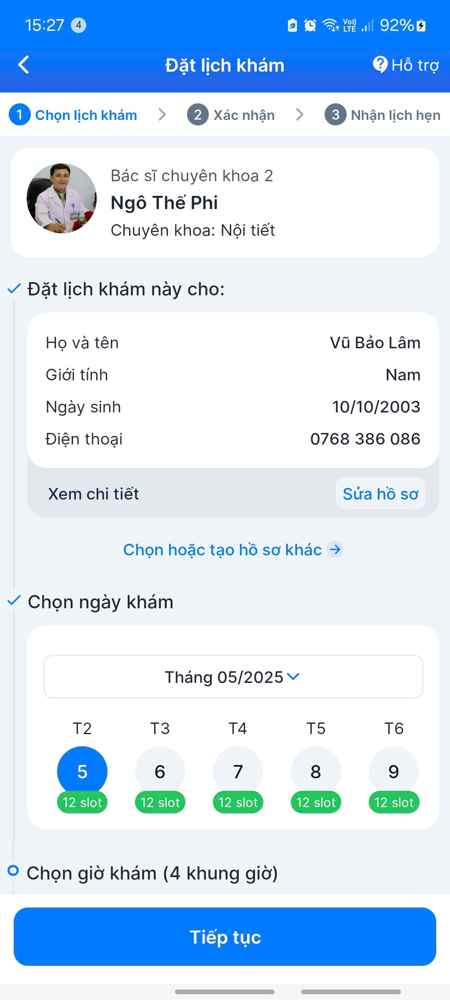 15:27 4 Vo)) LTE 92%
Đặt lịch khám Hỗ trợ
1 Chọn lịch khám 2 Xác nhận 3 Nhận lịch hẹn
Bác sĩ chuyên khoa 2
Ngô Thế Phi
Chuyên khoa: Nội tiết
Đặt lịch khám này cho:
Họ và tên Vũ Bảo Lâm
Giới tính Nam
Ngày sinh 10/10/2003
Điện thoại 0768 386 086
Xem chi tiết Sửa hồ sơ
Chọn hoặc tạo hồ sơ khác
Chọn ngày khám
Tháng 05/2025
T2 T3 T4 T5 T6
5 6 7 8 9
12 slot 12 slot 12 slot 12 slot 12 slot
Chọn giờ khám (4 khung giờ)
Tiếp tục